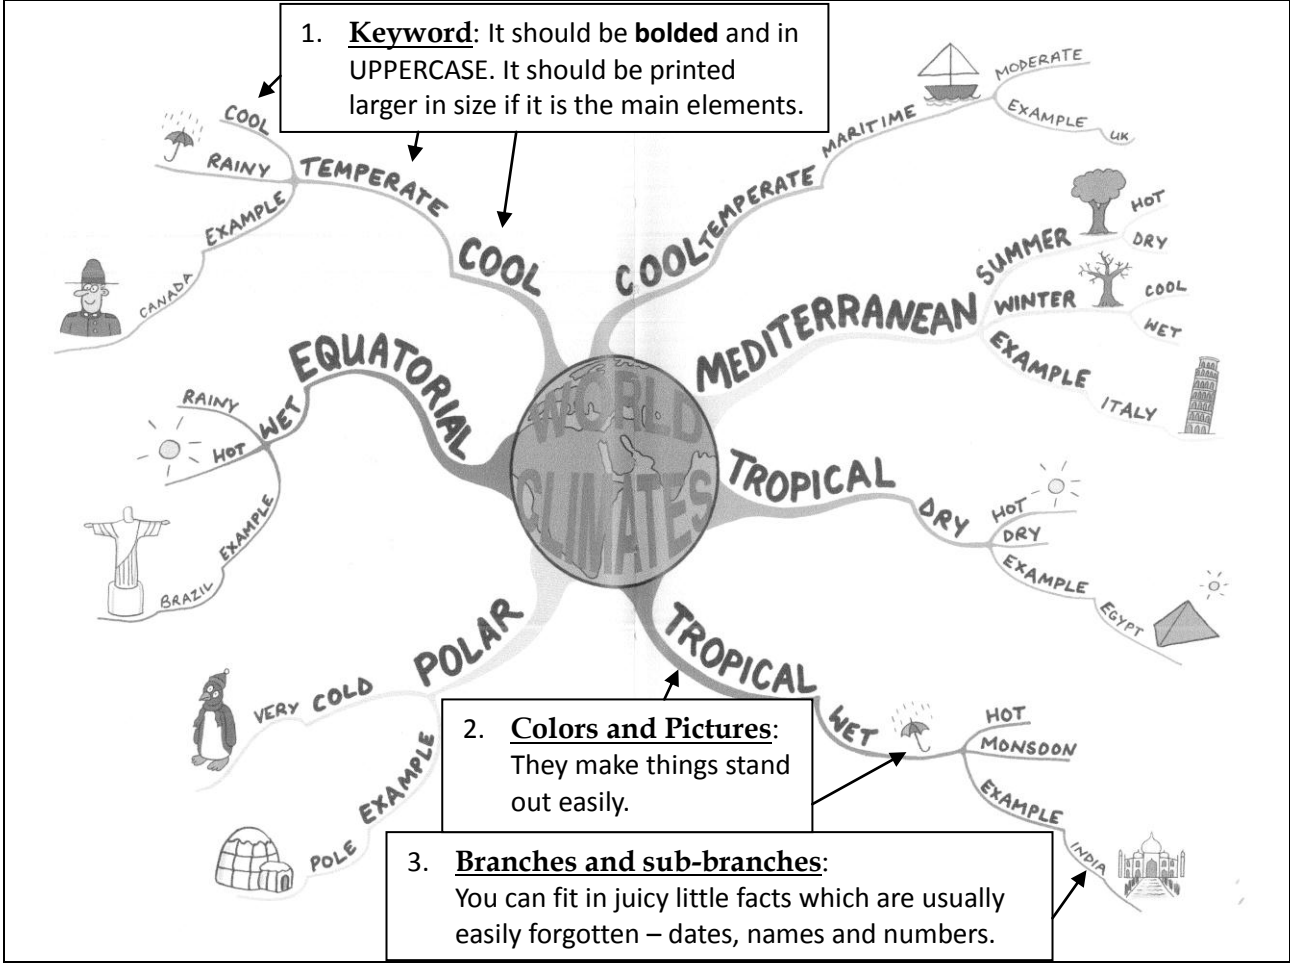 1. Keyword: It should be bolded and in
UPPERCASE. It should be printed
larger in size if it is the main elements.
COOL
RAINY
TEMPERATE
EXAMPLE
CANADA
COOL
COOL TEMPERATE
MARITIME
MODERATE
EXAMPLE
UK
MEDITERRANEAN
SUMMER
HOT
DRY
WINTER
COOL
WET
EXAMPLE
ITALY
EQUATORIAL
WET
RAINY
HOT
EXAMPLE
BRAZIL
WORLD
CLIMATES
TROPICAL
DRY
HOT
DRY
EXAMPLE
EGYPT
POLAR
VERY COLD
EXAMPLE
POLE
TROPICAL
WET
HOT
MONSOON
EXAMPLE
INDIA
2. Colors and Pictures:
They make things stand
out easily.
3. Branches and sub-branches:
You can fit in juicy little facts which are usually
easily forgotten – dates, names and numbers.